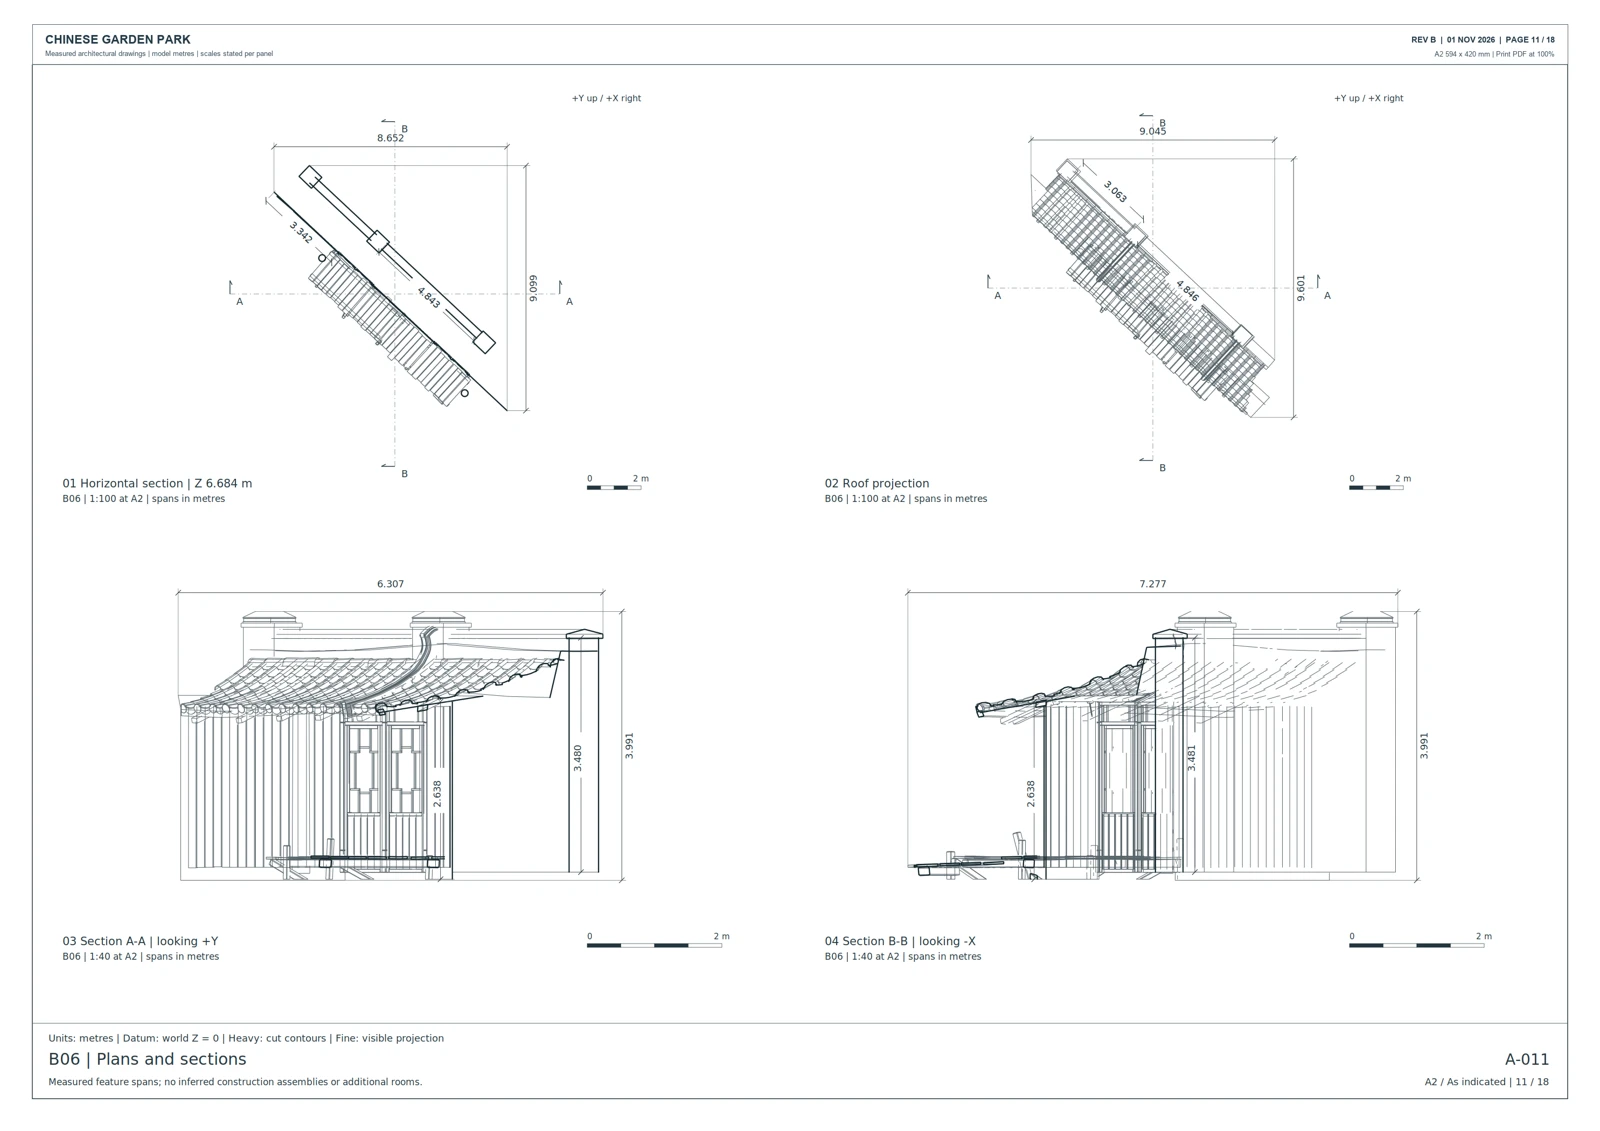 CHINESE GARDEN PARK
Measured architectural drawings | model metres | scales stated per panel
REV B | 01 NOV 2026 | PAGE 11 / 18
A2 594 x 420 mm | Print PDF at 100%
+Y up / +X right
B
8.652
3.342
4.843
9.099
A
A
B
01 Horizontal section | Z 6.684 m
B06 | 1:100 at A2 | spans in metres
0 2 m
+Y up / +X right
B
9.045
3.063
4.846
9.601
A
A
B
02 Roof projection
B06 | 1:100 at A2 | spans in metres
0 2 m
6.307
2.638
3.480
3.991
03 Section A-A | looking +Y
B06 | 1:40 at A2 | spans in metres
0 2 m
7.277
2.638
3.481
3.991
04 Section B-B | looking -X
B06 | 1:40 at A2 | spans in metres
0 2 m
Units: metres | Datum: world Z = 0 | Heavy: cut contours | Fine: visible projection
B06 | Plans and sections
Measured feature spans; no inferred construction assemblies or additional rooms.
A-011
A2 / As indicated | 11 / 18